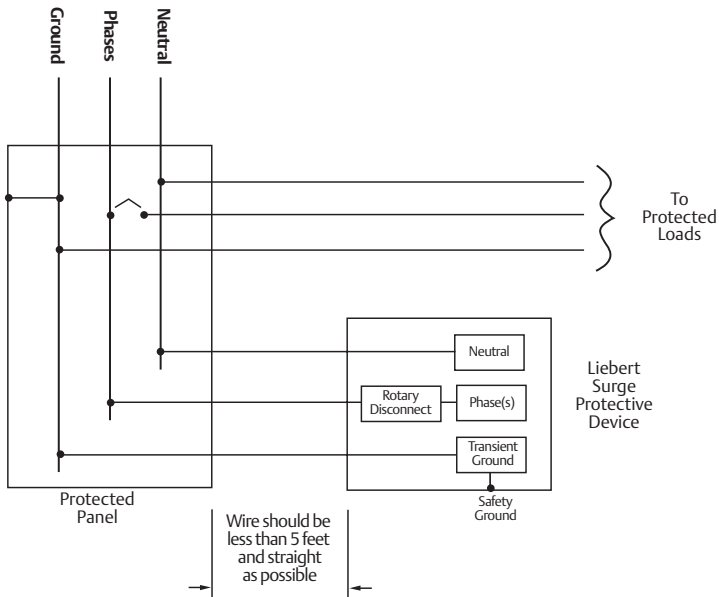 Ground
Phases
Neutral
To
Protected
Loads
Neutral
Rotary
Disconnect
Phase(s)
Transient
Ground
Safety
Ground
Liebert
Surge
Protective
Device
Protected
Panel
Wire should be
less than 5 feet
and straight
as possible